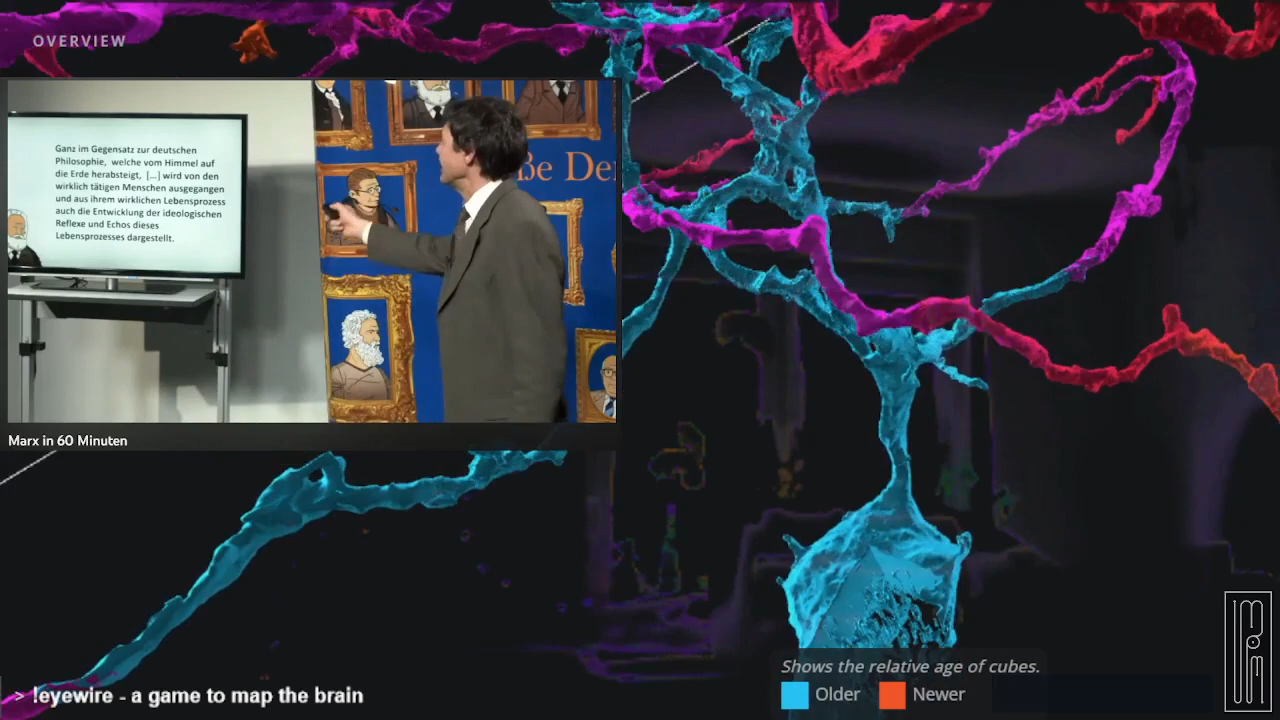 OVERVIEW
Ganz im Gegensatz zur deutschen
Philosophie, welche vom Himmel auf
die Erde herabsteigt, [...] wird von den
wirklich tätigen Menschen ausgegangen
und aus ihrem wirklichen Lebensprozess
auch die Entwicklung der ideologischen
Reflexe und Echos dieses
Lebensprozesses dargestellt.
Marx in 60 Minuten
> !eyewire - a game to map the brain
Shows the relative age of cubes.
Older Newer